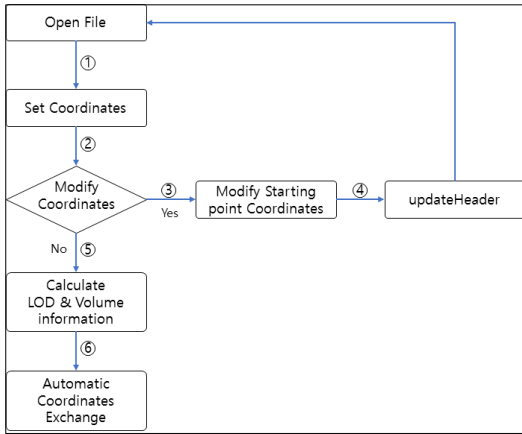 Open File
①
Set Coordinates
②
Modify
Coordinates
③
Yes
Modify Starting
point Coordinates
④
updateHeader
No
⑤
Calculate
LOD & Volume
information
⑥
Automatic
Coordinates
Exchange